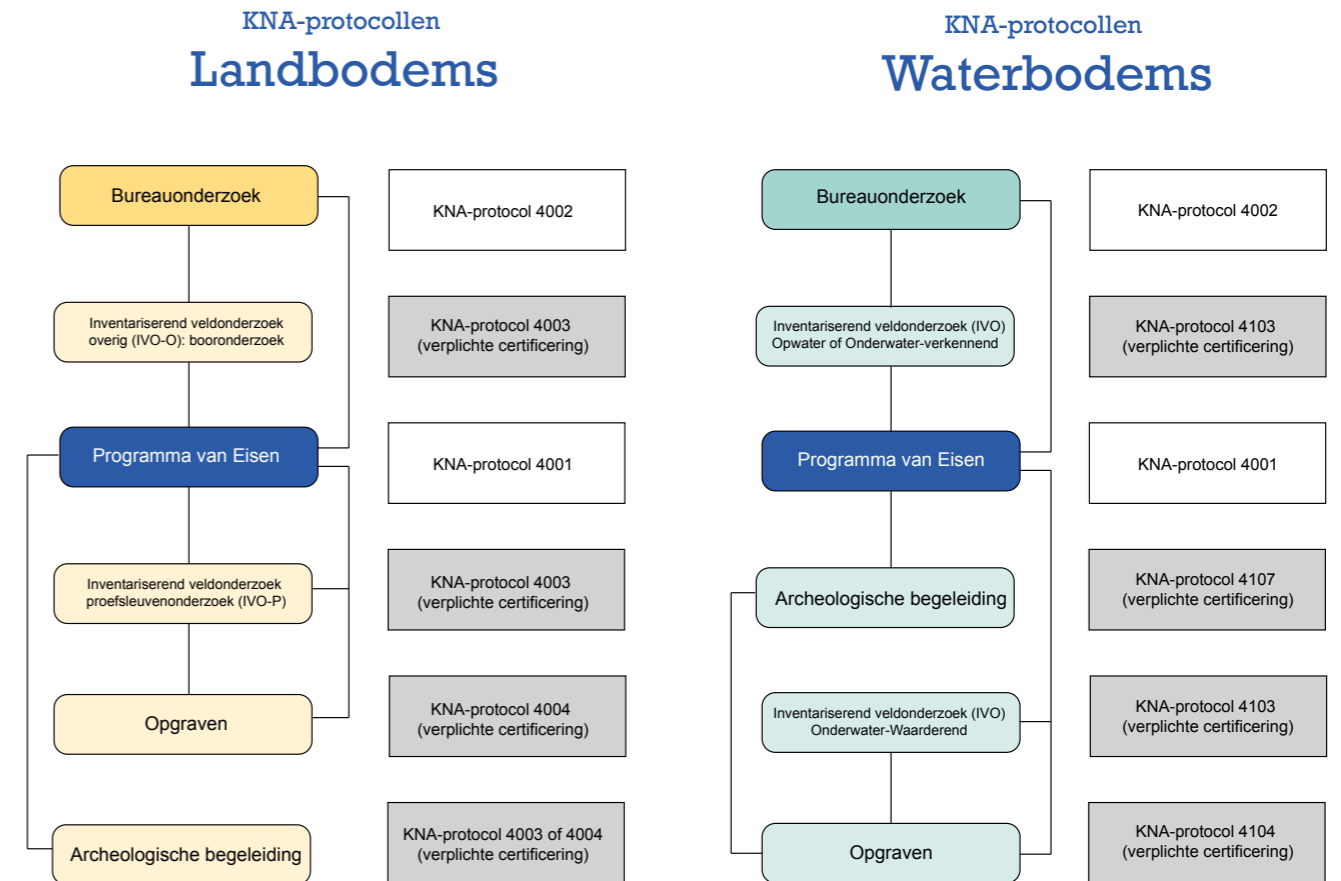 KNA-protocollen
Landbodems
Bureauonderzoek
KNA-protocol 4002
Inventariserend veldonderzoek
overig (IVO-O): booronderzoek
KNA-protocol 4003
(verplichte certificering)
Programma van Eisen
KNA-protocol 4001
Inventariserend veldonderzoek
proefsleuvenonderzoek (IVO-P)
KNA-protocol 4003
(verplichte certificering)
Opgraven
KNA-protocol 4004
(verplichte certificering)
Archeologische begeleiding
KNA-protocol 4003 of 4004
(verplichte certificering)
KNA-protocollen
Waterbodems
Bureauonderzoek
KNA-protocol 4002
Inventariserend veldonderzoek (IVO)
Opwater of Onderwater-verkennend
KNA-protocol 4103
(verplichte certificering)
Programma van Eisen
KNA-protocol 4001
Archeologische begeleiding
KNA-protocol 4107
(verplichte certificering)
Inventariserend veldonderzoek (IVO)
Onderwater-Waarderend
KNA-protocol 4103
(verplichte certificering)
Opgraven
KNA-protocol 4104
(verplichte certificering)